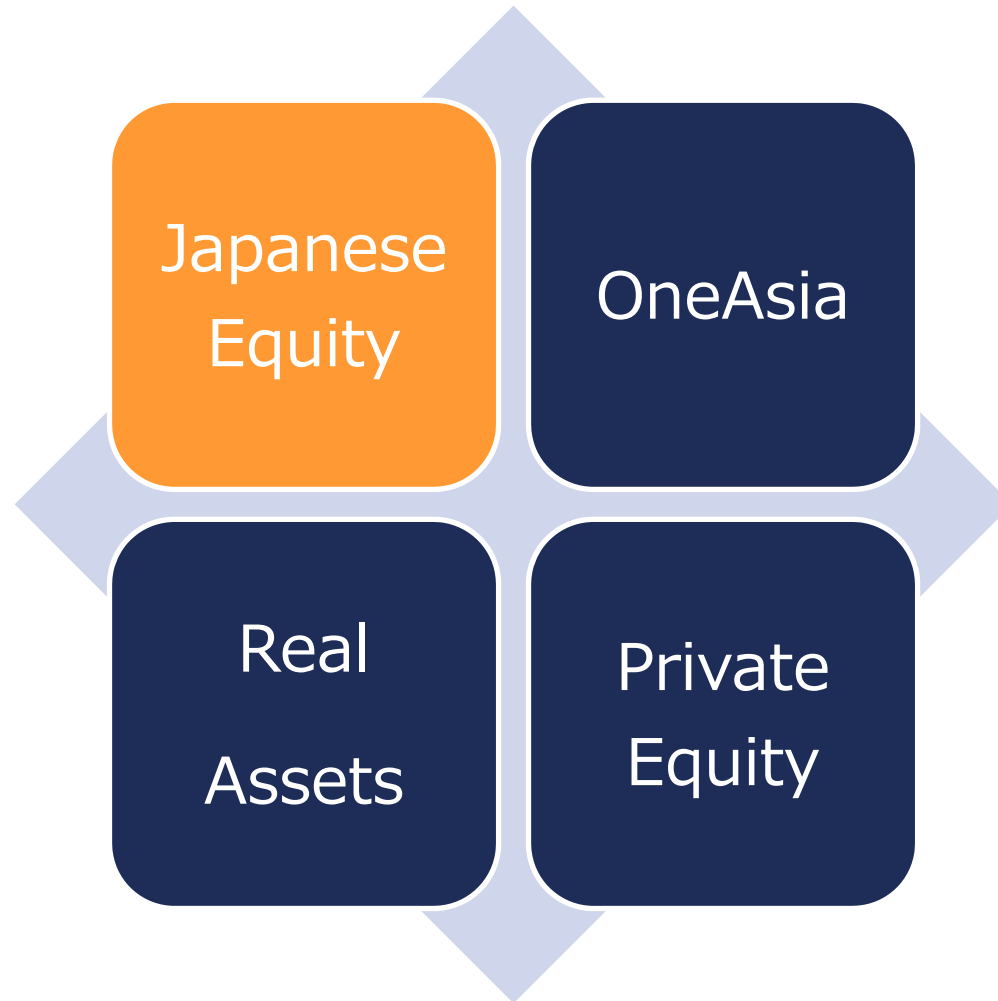 Japanese
Equity
OneAsia
Real
Assets
Private
Equity